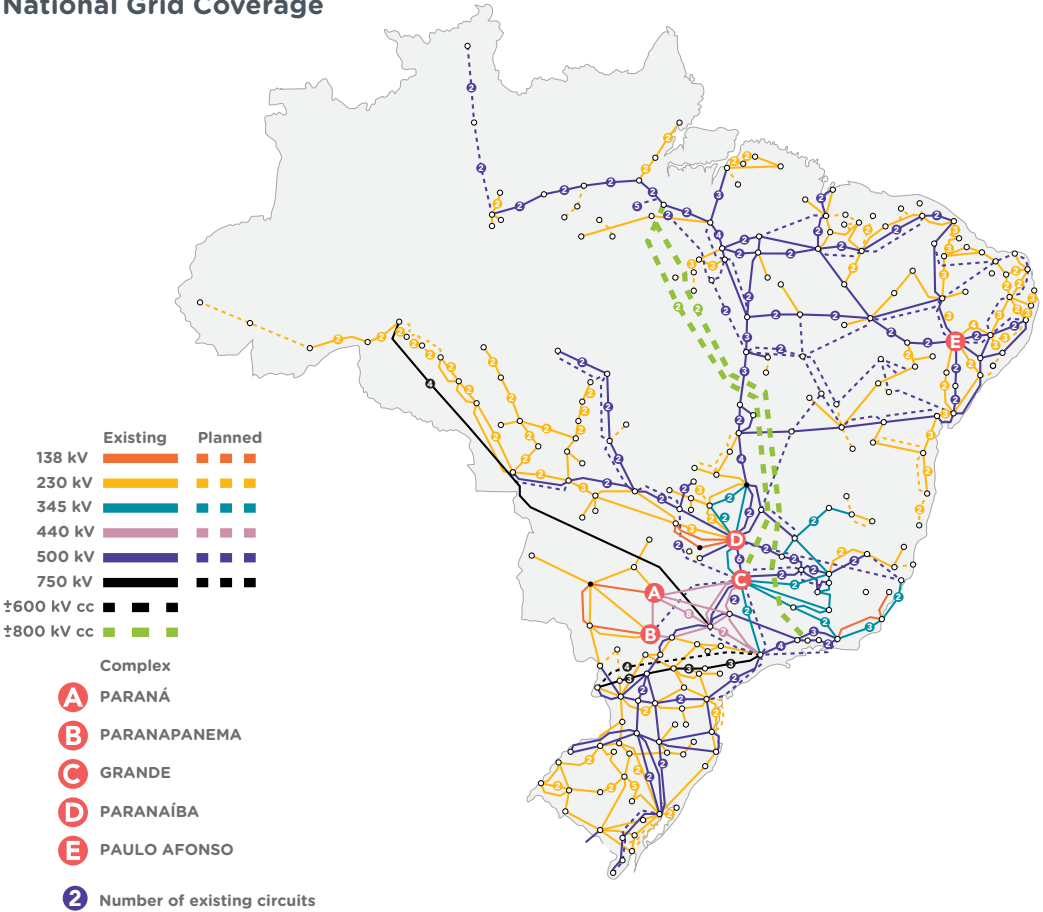 National Grid Coverage
Existing Planned
138 kV
230 kV
345 kV
440 kV
500 kV
750 kV
±600 kV cc
±800 kV cc
Complex
A PARANÁ
B PARANAPANEMA
C GRANDE
D PARANAÍBA
E PAULO AFONSO
2 Number of existing circuits
A
B
C
D
E